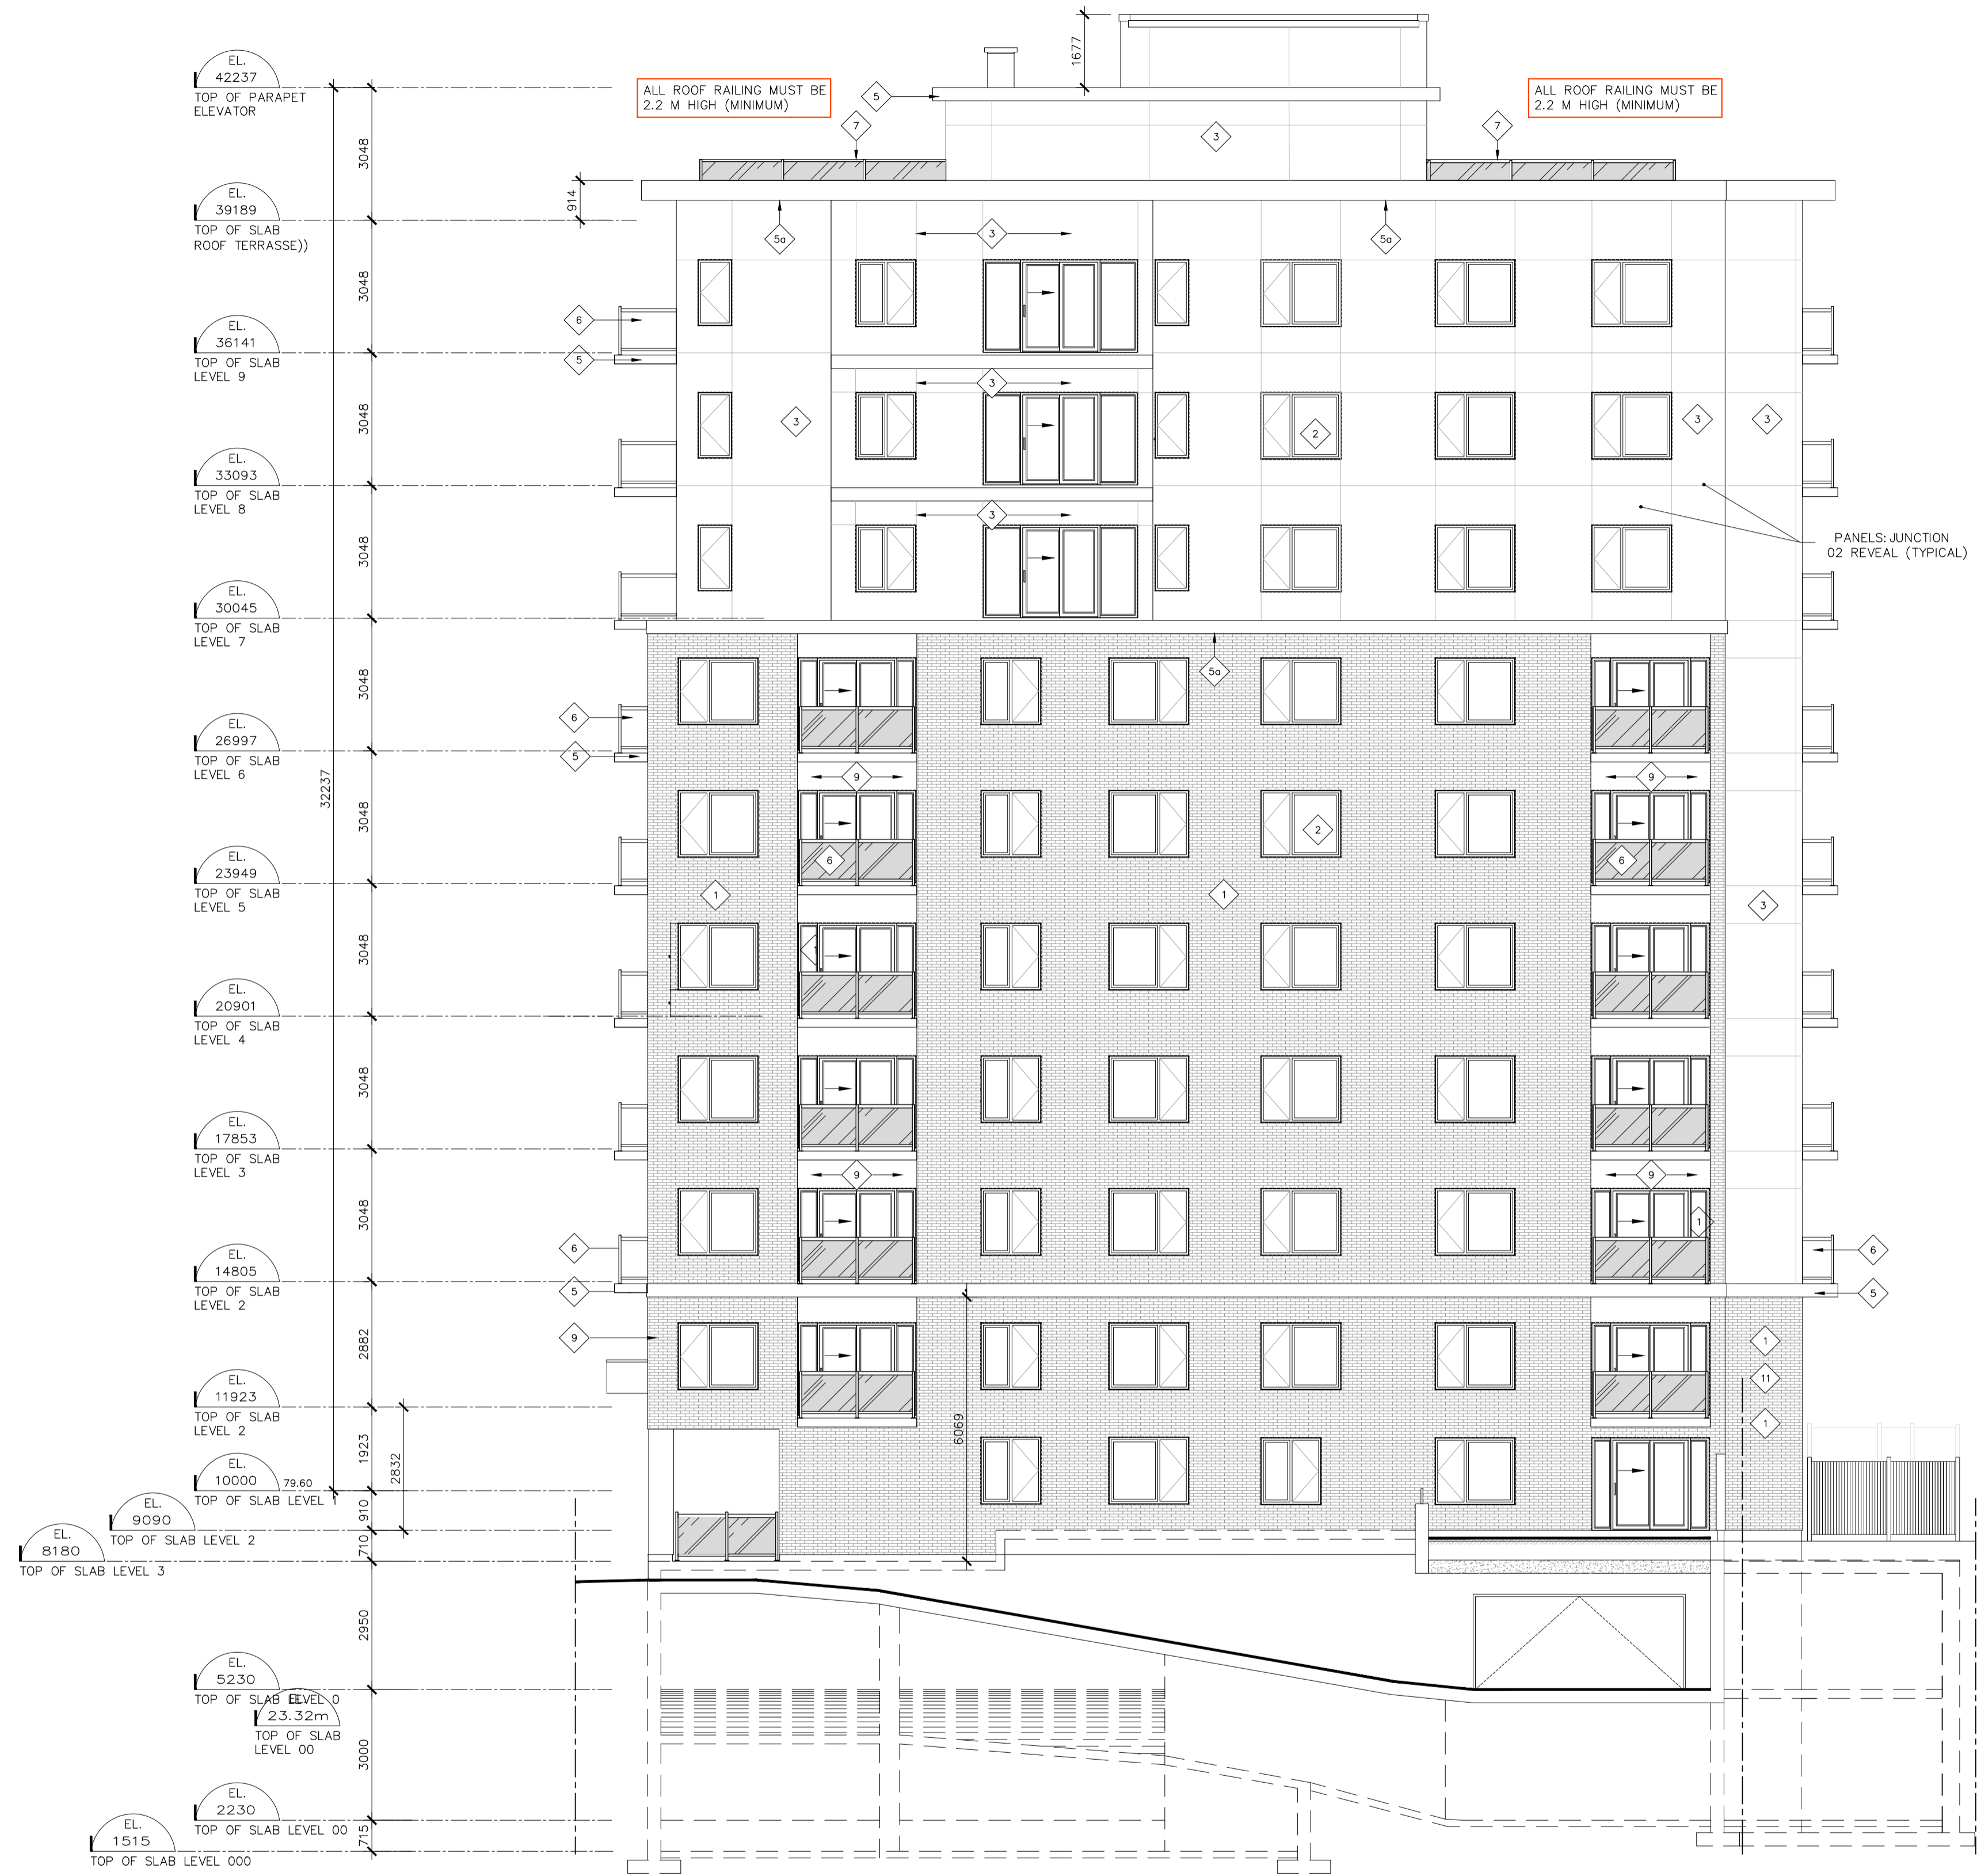 1677
EL.
42237
TOP OF PARAPET
ELEVATOR
ALL ROOF RAILING MUST BE
2.2 M HIGH (MINIMUM)
5
ALL ROOF RAILING MUST BE
2.2 M HIGH (MINIMUM)
7
7
3
3048
914
EL.
39189
TOP OF SLAB
ROOF TERRASSE))
5a
3
5a
3048
EL.
36141
TOP OF SLAB
LEVEL 9
6
5
3
3048
3
2
3
3
EL.
33093
TOP OF SLAB
LEVEL 8
3
PANELS: JUNCTION
02 REVEAL (TYPICAL)
3048
EL.
30045
TOP OF SLAB
LEVEL 7
5a
3048
6
5
EL.
26997
TOP OF SLAB
LEVEL 6
9
9
32237
3048
2
6
6
EL.
23949
TOP OF SLAB
LEVEL 5
1
1
3
3048
1
EL.
20901
TOP OF SLAB
LEVEL 4
3048
EL.
17853
TOP OF SLAB
LEVEL 3
9
9
3048
1
6
6
EL.
14805
TOP OF SLAB
LEVEL 2
5
5
2882
9
1
11
1
EL.
11923
TOP OF SLAB
LEVEL 2
6069
1923
2832
EL.
10000
79.60
TOP OF SLAB LEVEL 1
910
EL.
9090
TOP OF SLAB LEVEL 2
EL.
8180
TOP OF SLAB LEVEL 3
710
2950
EL.
5230
TOP OF SLAB LEVEL 0
EL.
23.32m
TOP OF SLAB
LEVEL 00
3000
EL.
2230
TOP OF SLAB LEVEL 00
715
EL.
1515
TOP OF SLAB LEVEL 000